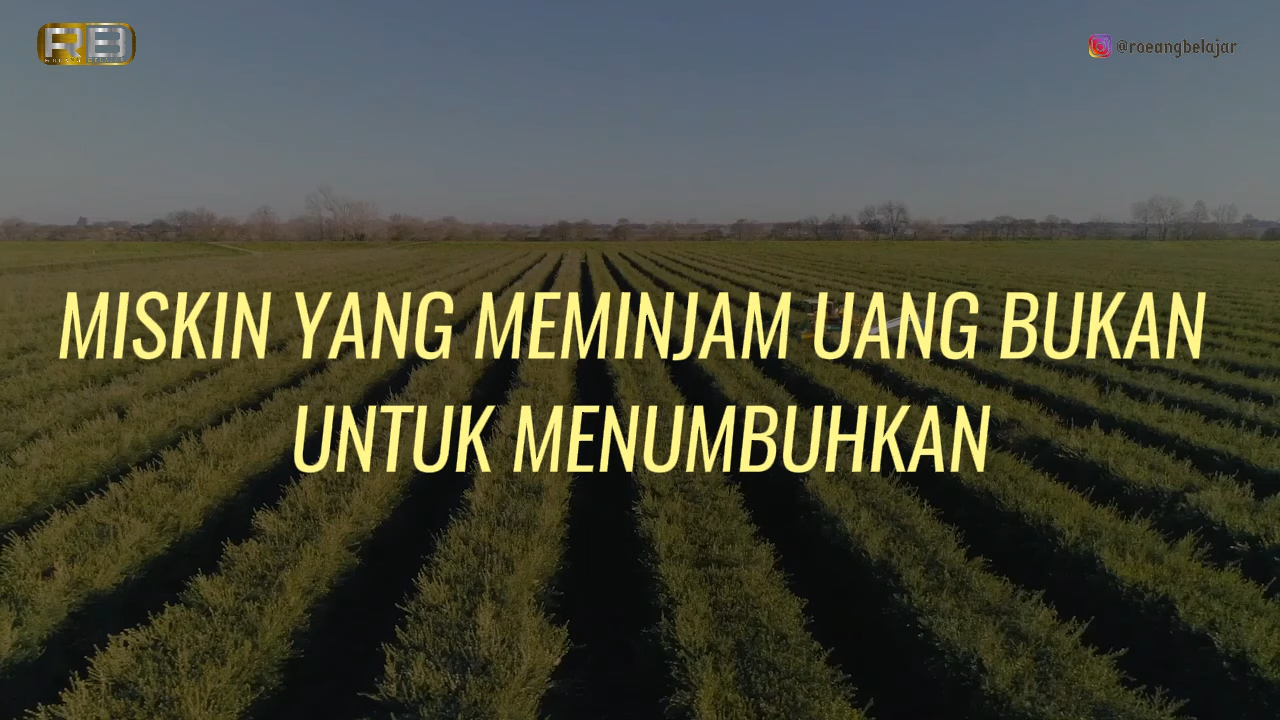 RB
@roeangbelajar
MISKIN YANG MEMINJAM UANG BUKAN
UNTUK MENUMBUHKAN